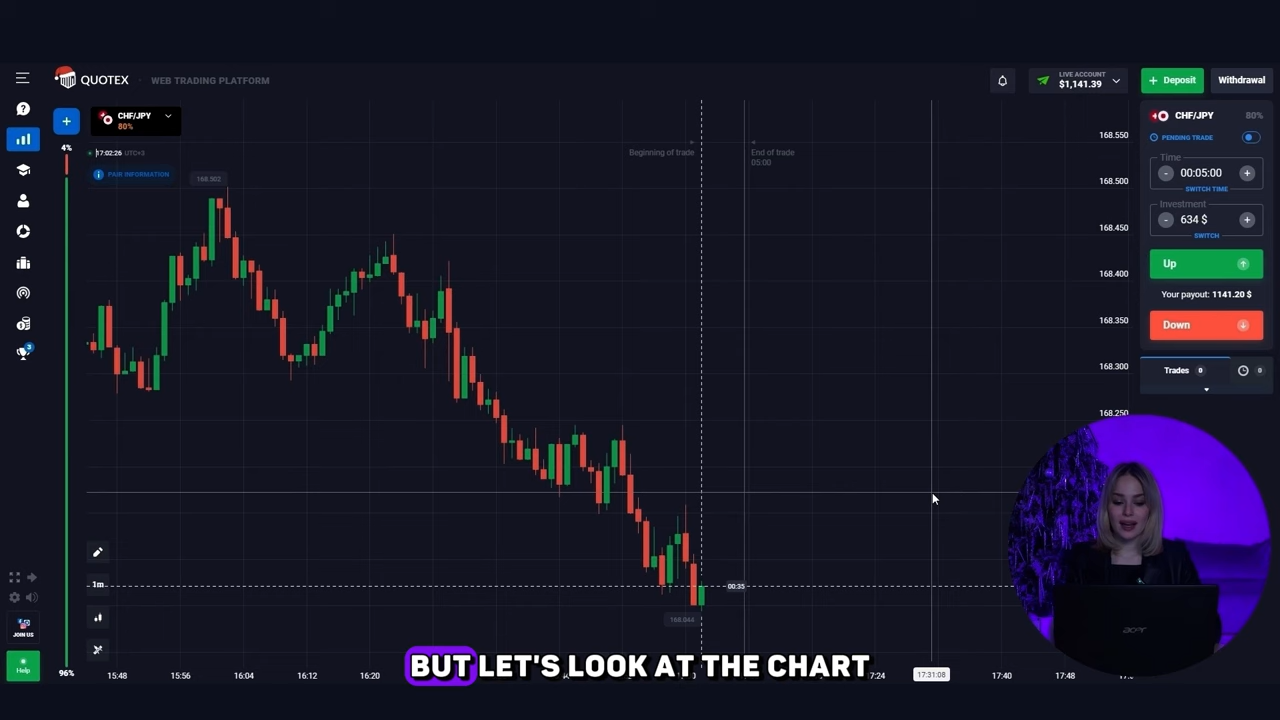 QUOTEX
WEB TRADING PLATFORM
LIVE ACCOUNT
$1,141.39
+ Deposit
Withdrawal
CHF/JPY
80%
17:02:26 UTC+3
PAIR INFORMATION
4%
168.502
Beginning of trade
End of trade
05:00
168.550
168.500
168.450
168.400
168.350
168.300
168.250
CHF/JPY 80%
PENDING TRADE
Time
- 00:05:00 +
SWITCH TIME
Investment
- 634 $ +
SWITCH
Up
Your payout: 1141.20 $
Down
Trades 0
0
3
1m
00:35
168.044
JOIN US
Help
96%
acer
BUT LET'S LOOK AT THE CHART
15:48 15:56 16:04 16:12 16:20 17:24 17:31:08 17:40 17:48